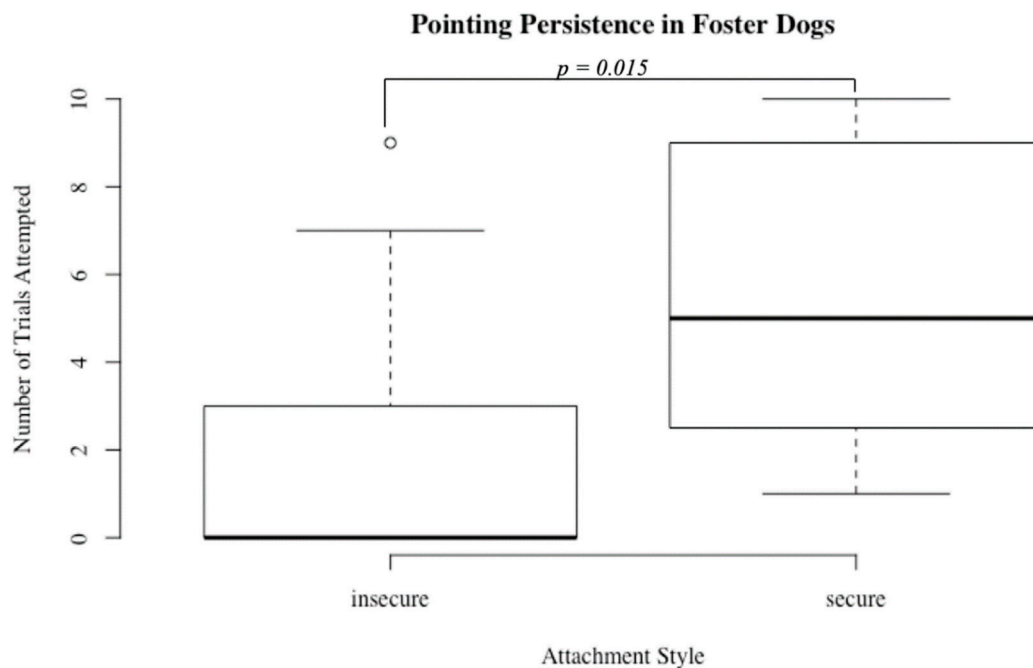 Pointing Persistence in Foster Dogs
p = 0.015
Number of Trials Attempted
10
8
6
4
2
0
insecure
secure
Attachment Style